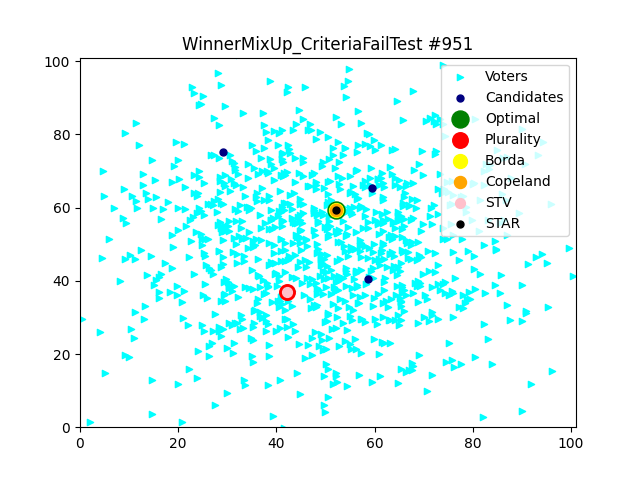 WinnerMixUp_CriteriaFailTest #951
100
80
60
40
20
0
0 20 40 60 80 100
Voters
Candidates
Optimal
Plurality
Borda
Copeland
STV
STAR